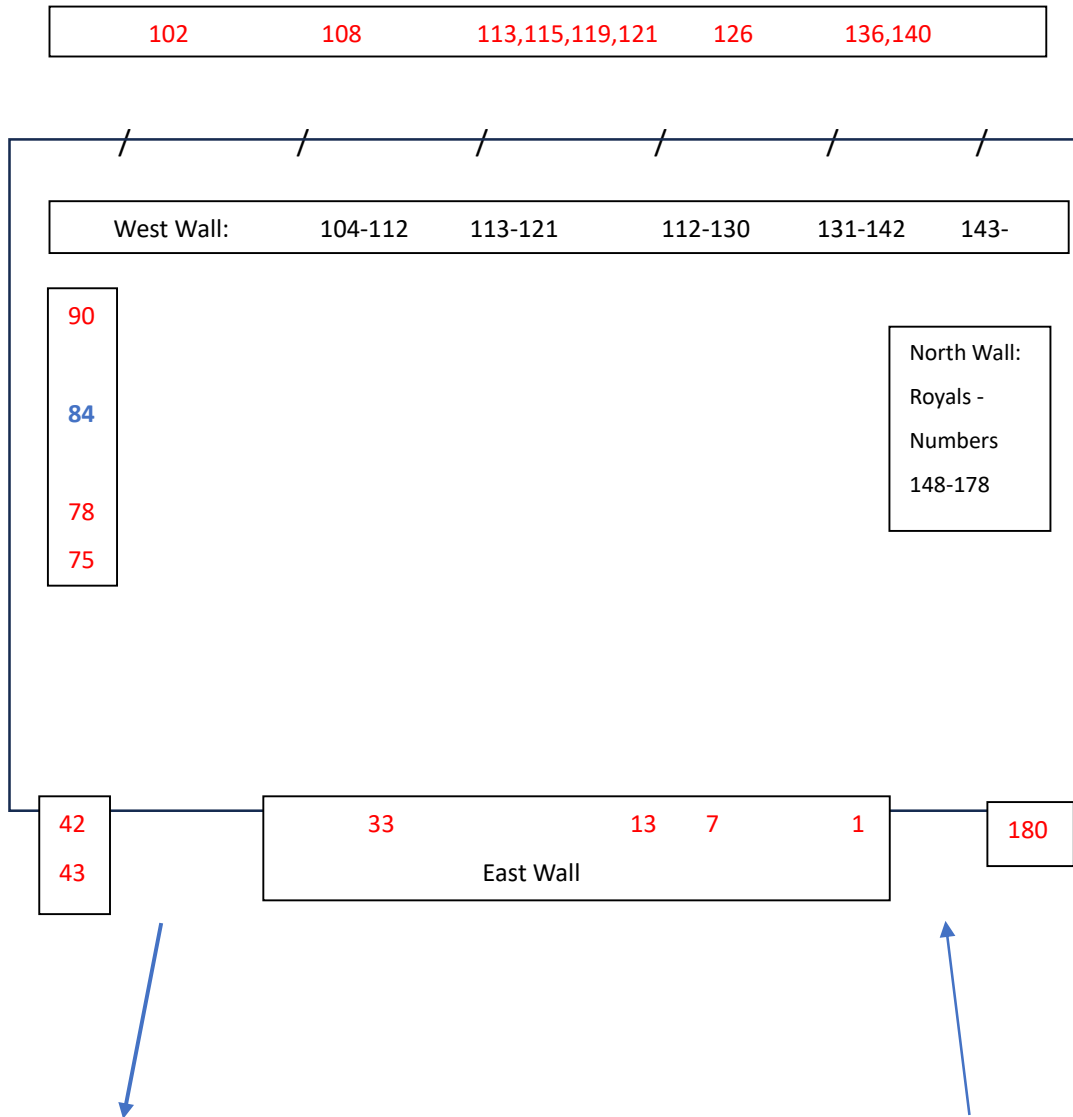 102 108 113,115,119,121 126 136,140
West Wall: 104-112 113-121 112-130 131-142 143-
90
North Wall:
Royals -
84
Numbers
148-178
78
75
42 33 13 7 1 180
43 East Wall